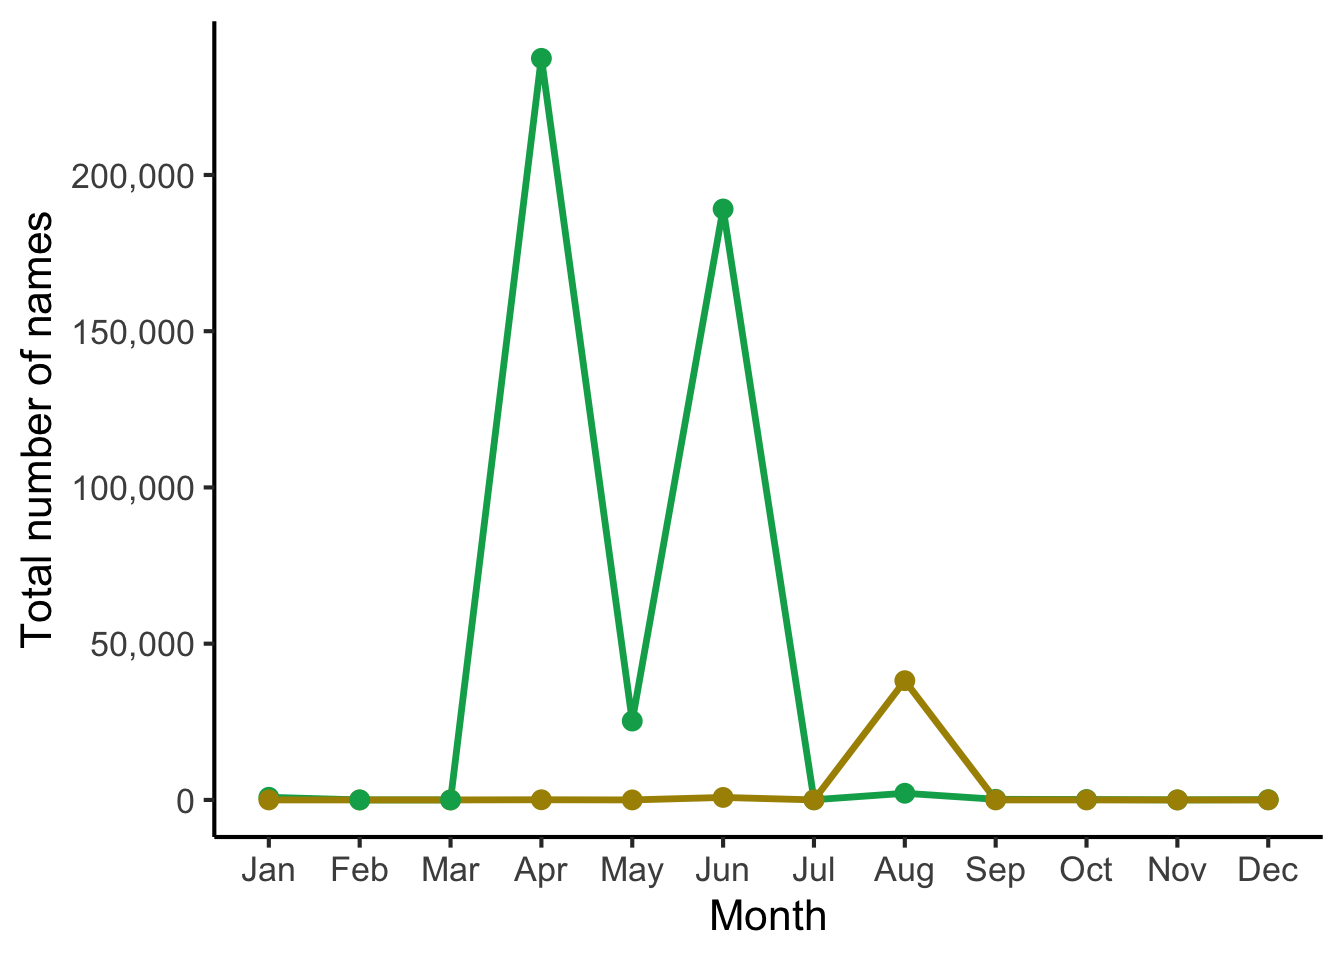 Total number of names
200,000
150,000
100,000
50,000
0
Jan Feb Mar Apr May Jun Jul Aug Sep Oct Nov Dec
Month